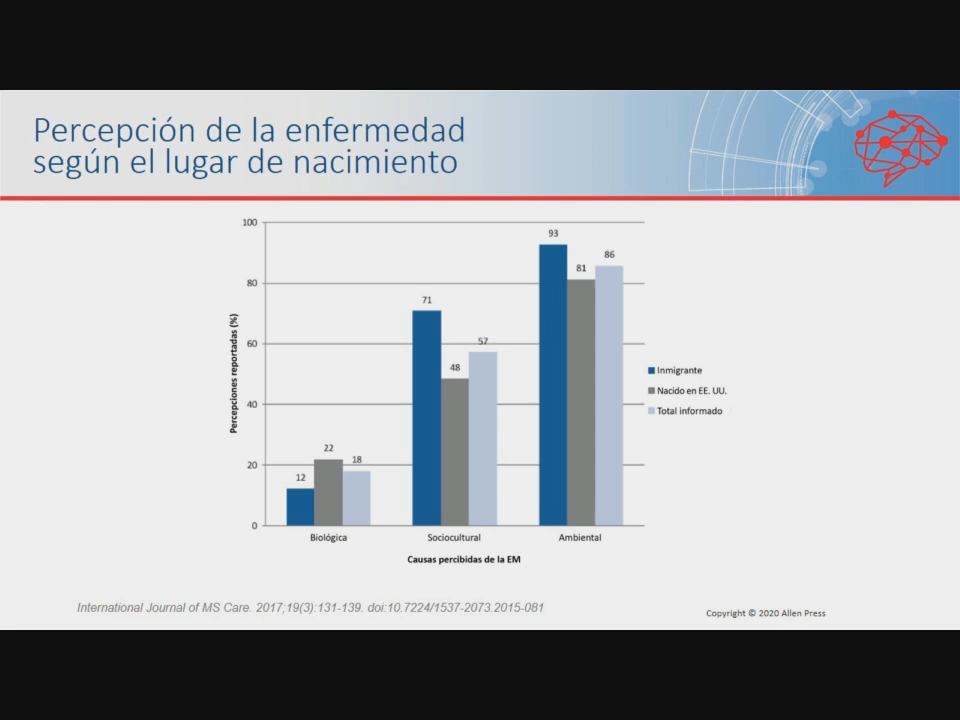 Percepción de la enfermedad
según el lugar de nacimiento
100
80
60
40
20
0
Percepciones reportadas (%)
12
22
18
71
48
57
93
81
86
Biológica
Sociocultural
Ambiental
Causas percibidas de la EM
Inmigrante
Nacido en EE. UU.
Total informado
International Journal of MS Care. 2017;19(3):131-139. doi:10.7224/1537-2073.2015-081
Copyright © 2020 Allen Press